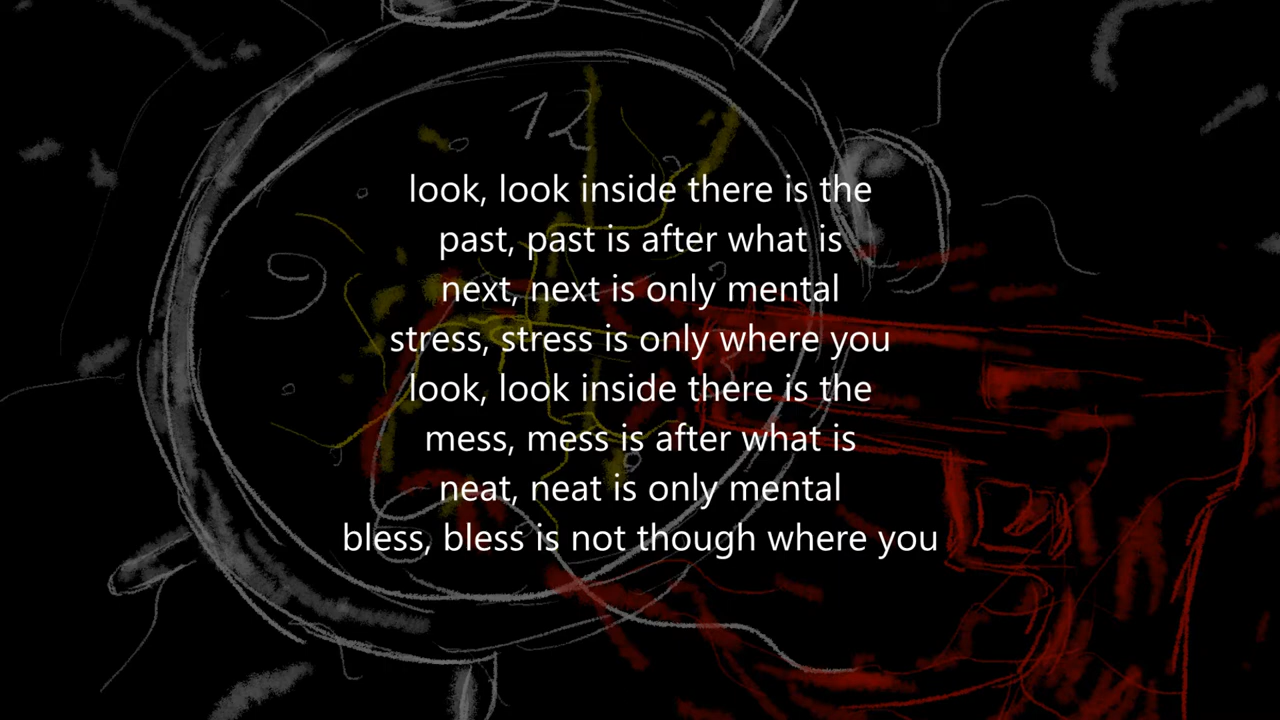 12
look, look inside there is the
past, past is after what is
next, next is only mental
stress, stress is only where you
look, look inside there is the
mess, mess is after what is
neat, neat is only mental
bless, bless is not though where you